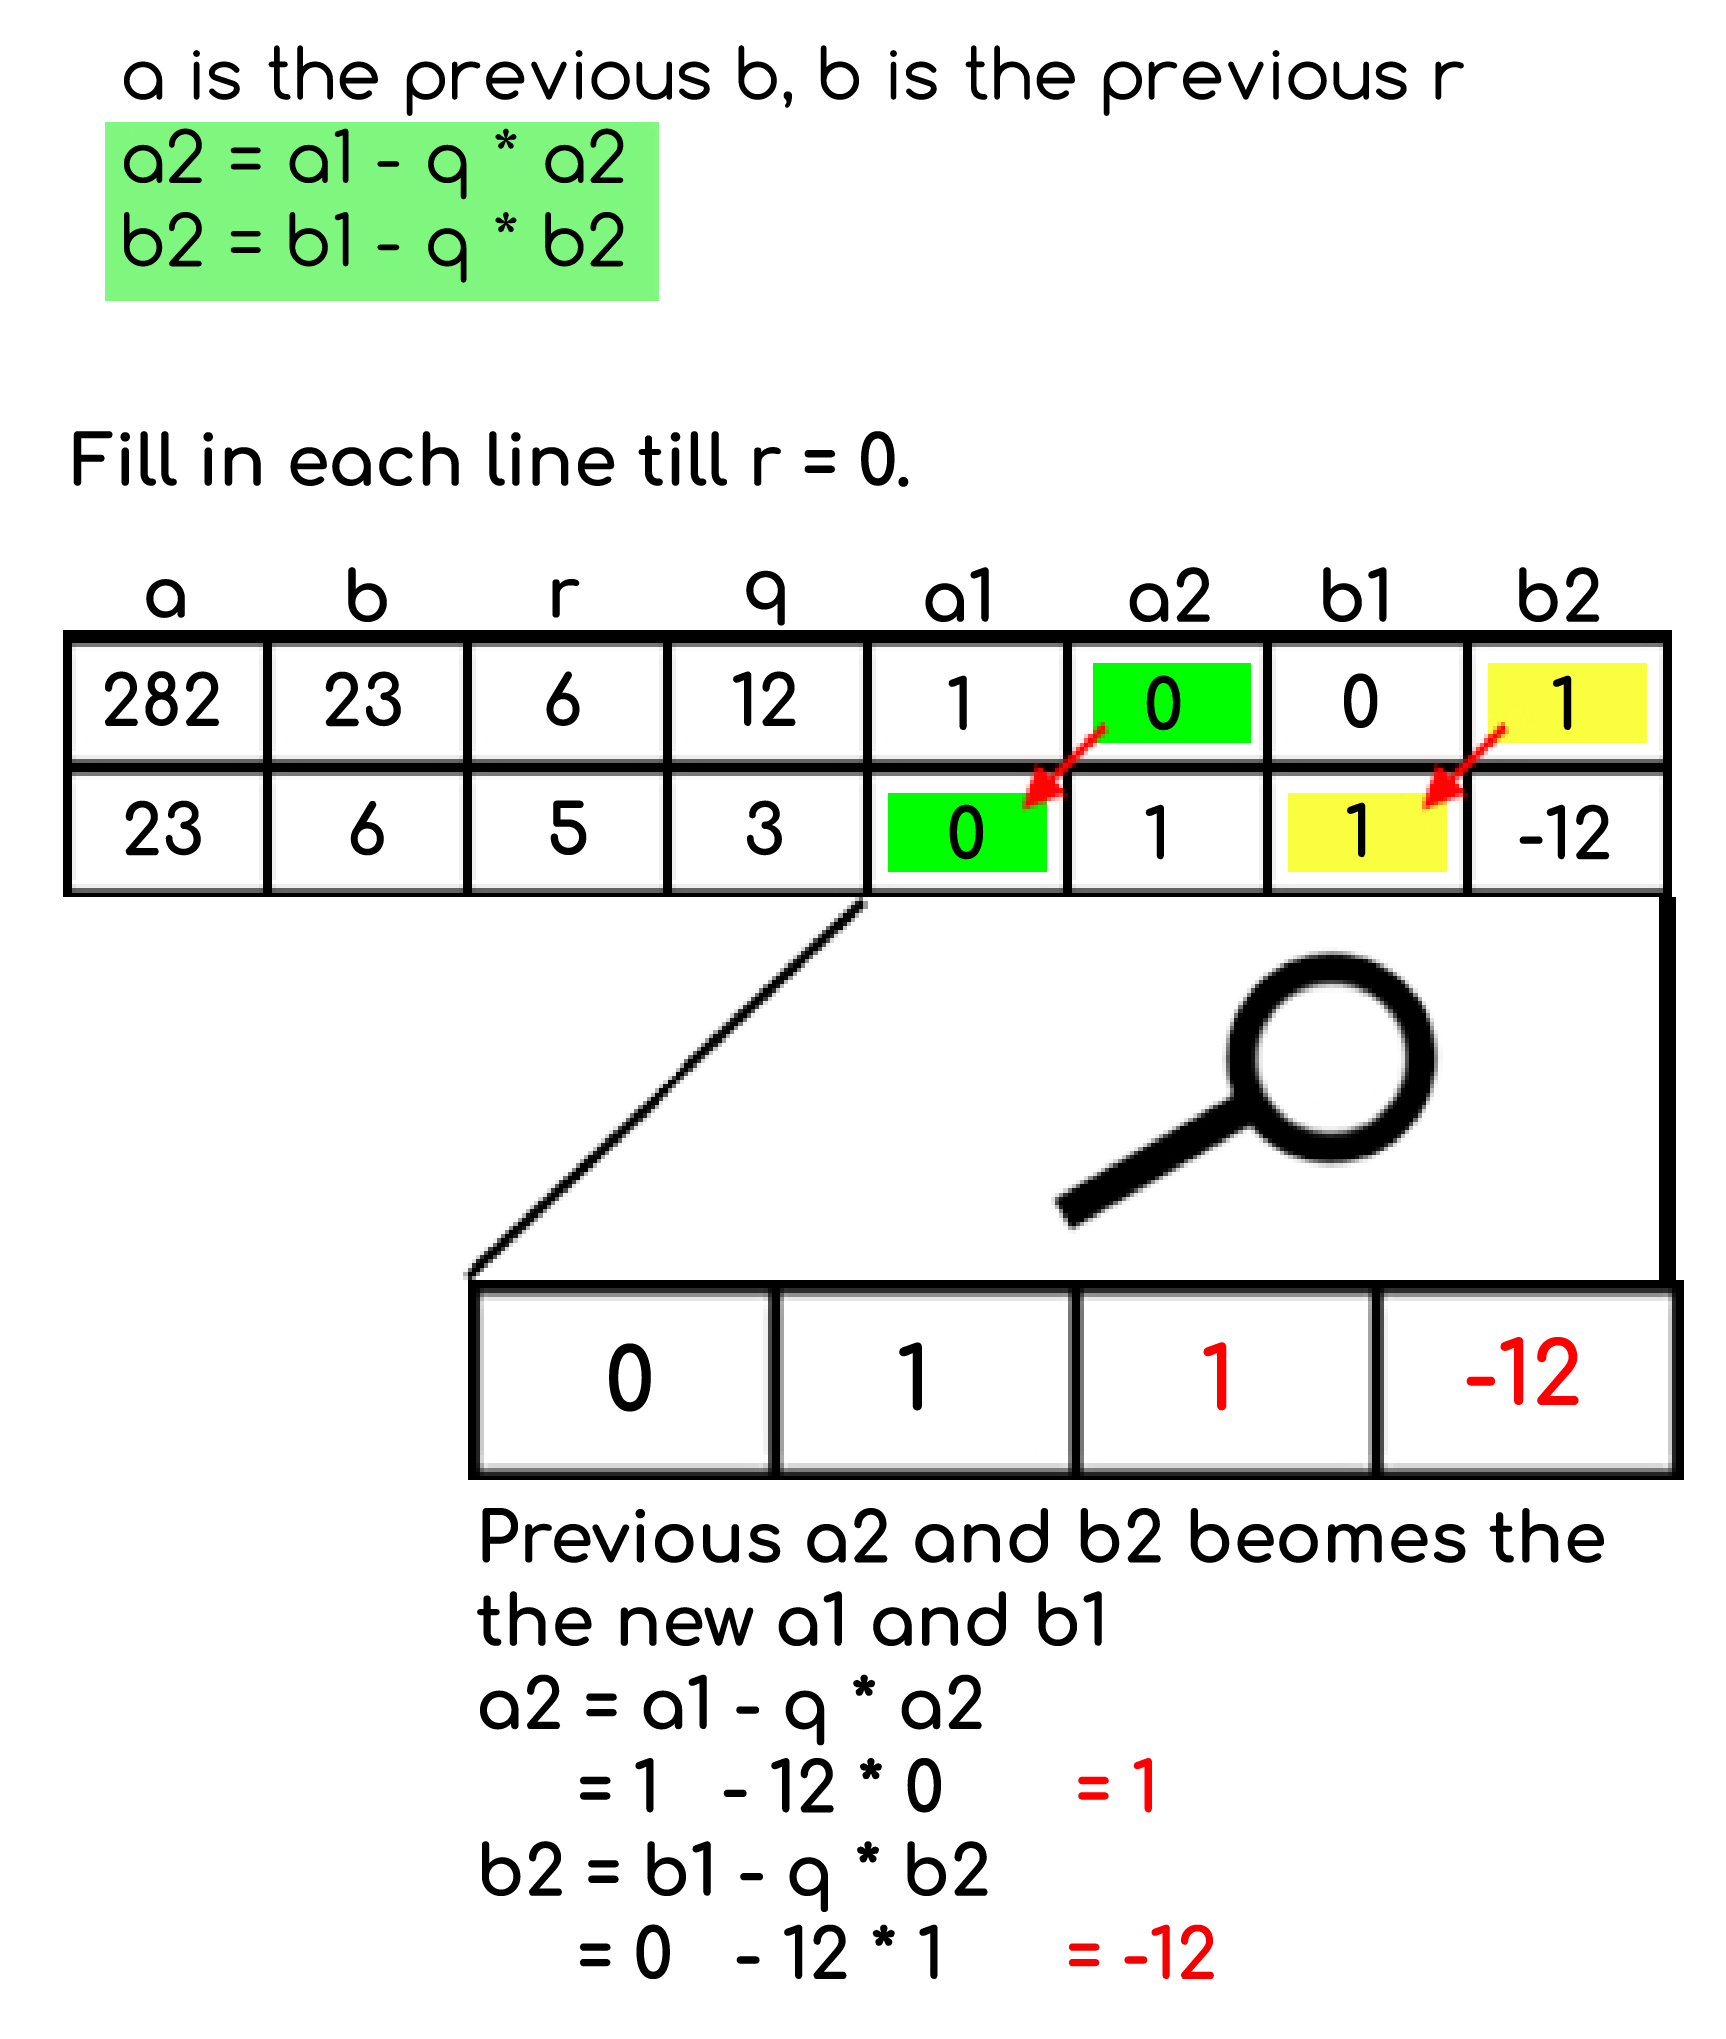 a is the previous b, b is the previous r
a2 = a1 - q * a2
b2 = b1 - q * b2
Fill in each line till r = 0.
a b r q a1 a2 b1 b2
282 23 6 12 1 0 0 1
23 6 5 3 0 1 1 -12
0 1 1 -12
Previous a2 and b2 beomes the
the new a1 and b1
a2 = a1 - q * a2
= 1 - 12 * 0 = 1
b2 = b1 - q * b2
= 0 - 12 * 1 = -12